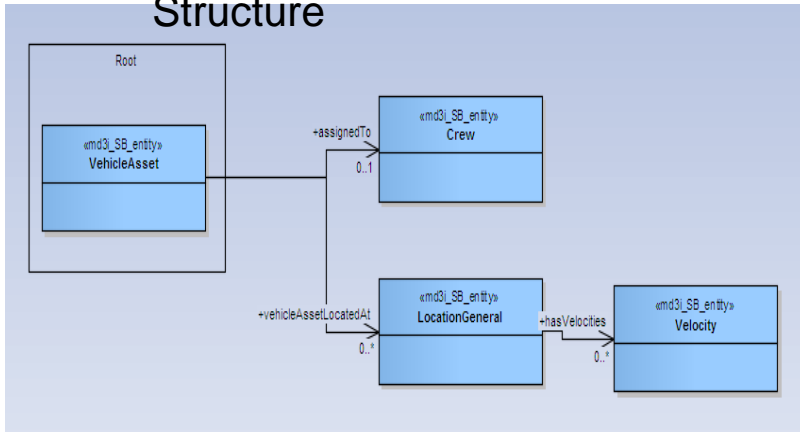 Structure
Root
«md3i_SB_entity»
VehicleAsset
+assignedTo
0..1
«md3i_SB_entity»
Crew
+vehicleAssetLocatedAt
0..*
«md3i_SB_entity»
LocationGeneral
+hasVelocities
0..*
«md3i_SB_entity»
Velocity